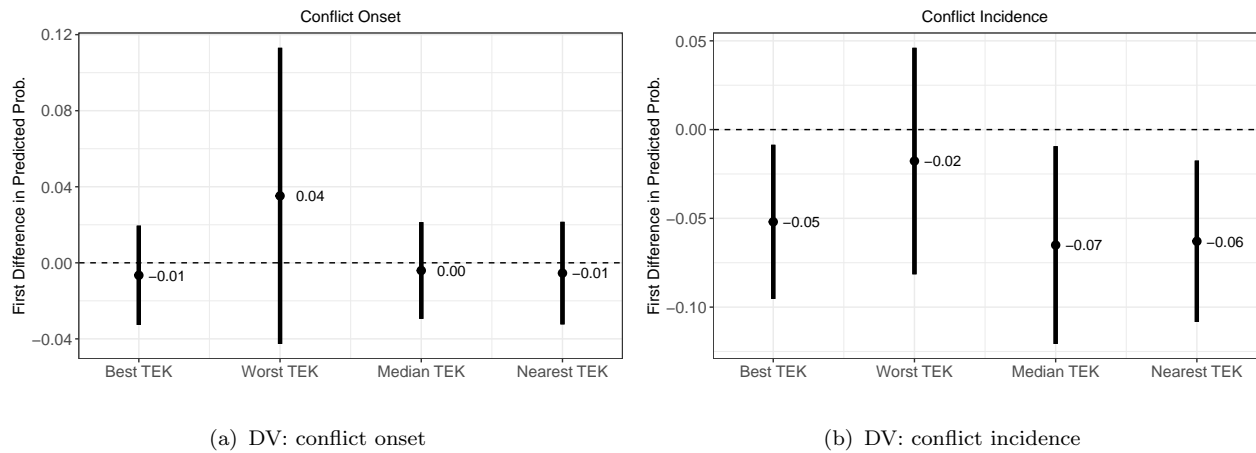 Conflict Onset
First Difference in Predicted Prob.
0.12
0.08
0.04
0.00
−0.04
−0.01
0.04
0.00
−0.01
Best TEK Worst TEK Median TEK Nearest TEK
(a) DV: conflict onset
Conflict Incidence
First Difference in Predicted Prob.
0.05
0.00
−0.05
−0.10
−0.05
−0.02
−0.07
−0.06
Best TEK Worst TEK Median TEK Nearest TEK
(b) DV: conflict incidence